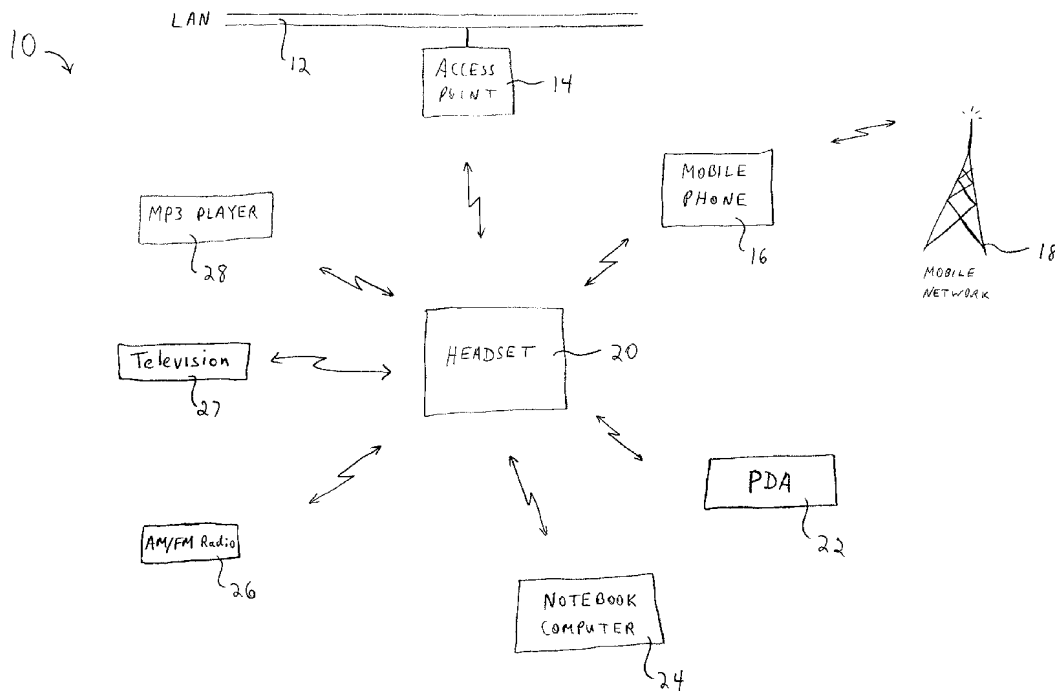 LAN
10
12
ACCESS
POINT
14
MOBILE
PHONE
16
18
MOBILE
NETWORK
MP3 PLAYER
28
HEADSET
20
Television
27
PDA
22
AM/FM Radio
26
NOTEBOOK
COMPUTER
24